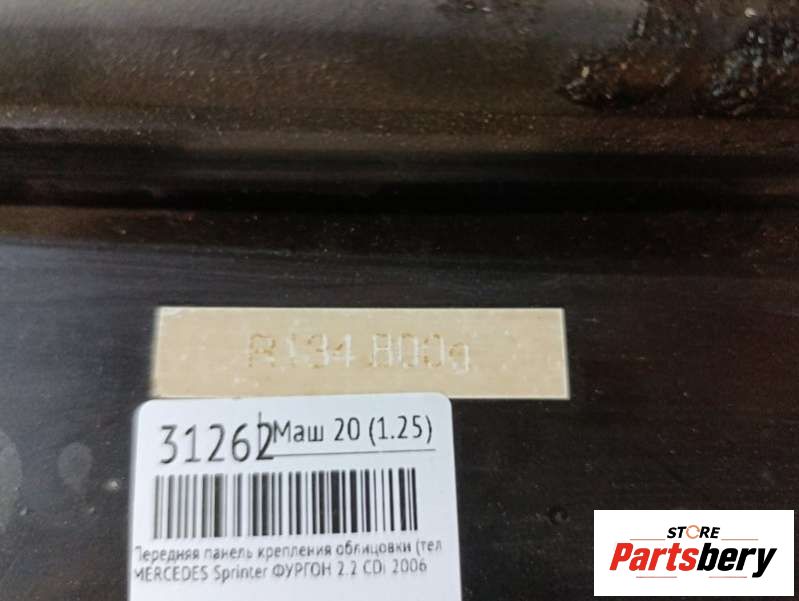 R134 800g
31262
Маш 20 (1.25)
Передняя панель крепления облицовки (тел
MERCEDES Sprinter ФУРГОН 2.2 CDi 2006
STORE
Partsbery